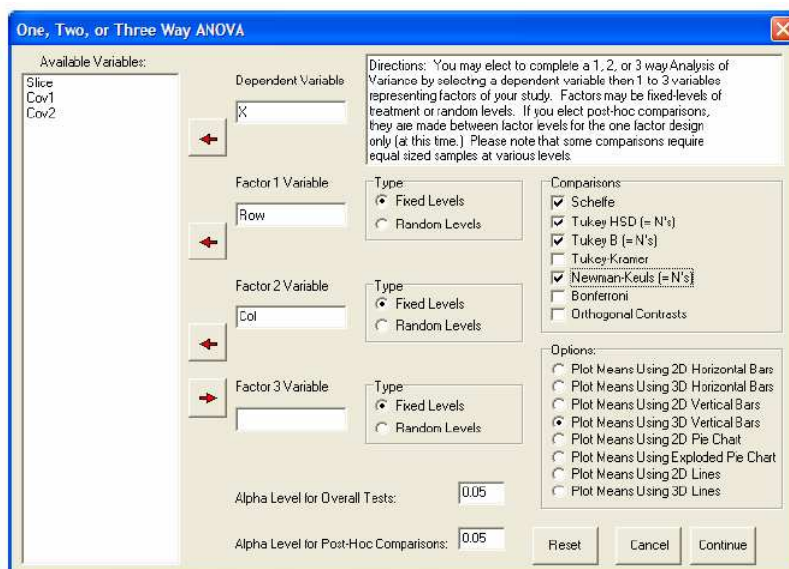 One, Two, or Three Way ANOVA
Available Variables:
Slice
Cov1
Cov2
Dependent Variable
X
Directions: You may elect to complete a 1, 2, or 3 way Analysis of
Variance by selecting a dependent variable then 1 to 3 variables
representing factors of your study. Factors may be fixed-levels of
treatment or random levels. If you elect post-hoc comparisons,
they are made between factor levels for the one factor design
only (at this time.) Please note that some comparisons require
equal sized samples at various levels
Factor 1 Variable
Row
Type
Fixed Levels
Random Levels
Factor 2 Variable
Col
Type
Fixed Levels
Random Levels
Factor 3 Variable
Type
Fixed Levels
Random Levels
Comparisons
Scheffe
Tukey HSD (= N's)
Tukey B (= N's)
Tukey-Kramer
Newman-Keuls (= N's)
Bonferroni
Orthogonal Contrasts
Options:
Plot Means Using 2D Horizontal Bars
Plot Means Using 3D Horizontal Bars
Plot Means Using 2D Vertical Bars
Plot Means Using 3D Vertical Bars
Plot Means Using 2D Pie Chart
Plot Means Using Exploded Pie Chart
Plot Means Using 2D Lines
Plot Means Using 3D Lines
Alpha Level for Overall Tests:
0.05
Alpha Level for Post-Hoc Comparisons:
0.05
Reset
Cancel
Continue